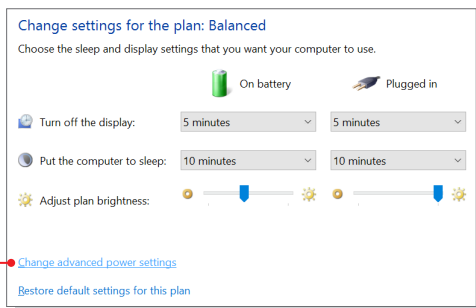 Change settings for the plan: Balanced
Choose the sleep and display settings that you want your computer to use.
On battery Plugged in
Turn off the display: 5 minutes 5 minutes
Put the computer to sleep: 10 minutes 10 minutes
Adjust plan brightness:
Change advanced power settings
Restore default settings for this plan